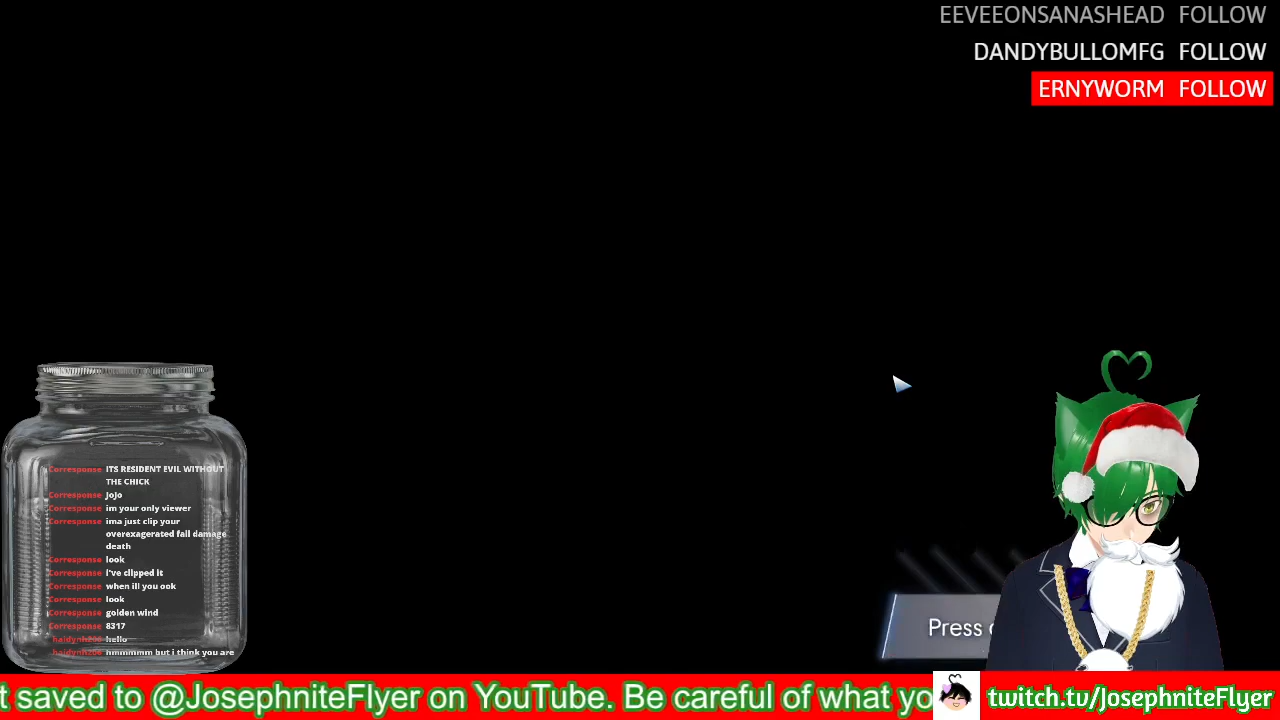 EEVEEONSANASHEAD FOLLOW
DANDYBULLOMFG FOLLOW
ERNYWORM FOLLOW
Corresponse ITS RESIDENT EVIL WITHOUT
THE CHICK
Corresponse JoJo
Corresponse im your only viewer
Corresponse ima just clip your
overexagerated fall damage
death
Corresponse look
Corresponse i've clipped it
Corresponse when ill you ook
Corresponse look
Corresponse golden wind
Corresponse 8317
hello
hmmmmm but i think you are
Press
t saved to @JosephniteFlyer on YouTube. Be careful of what yo
twitch.tv/JosephniteFlyer